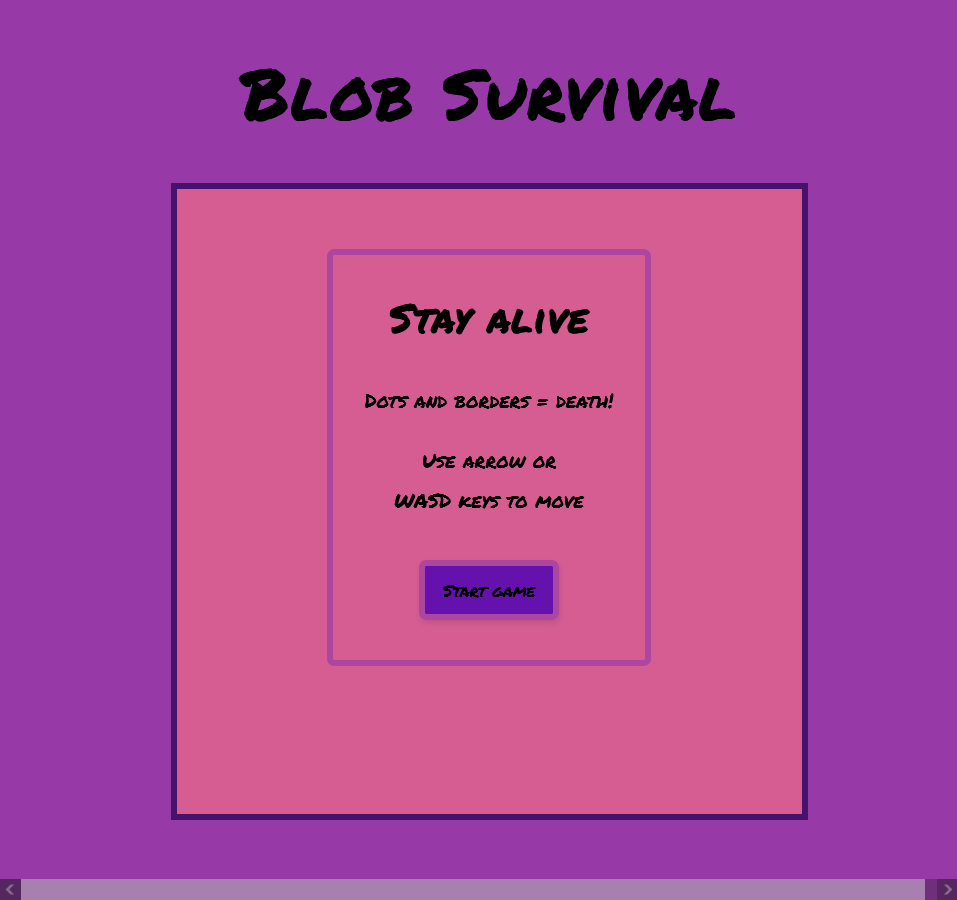 Blob Survival
Stay alive
Dots and borders = death!
Use arrow or
WASD keys to move
Start game